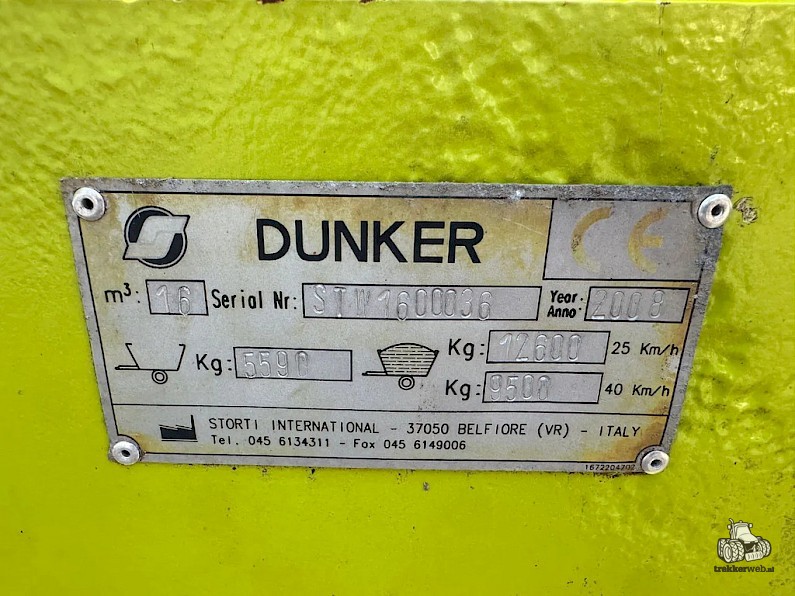 DUNKER CE
m³: 16 Serial Nr: STW1600036 Year Anno: 2008
Kg: 5590 Kg: 12600 25 Km/h
Kg: 9500 40 Km/h
STORTI INTERNATIONAL - 37050 BELFIORE (VR) - ITALY
Tel. 045 6134311 - Fax 045 6149006
trekkerweb.nl